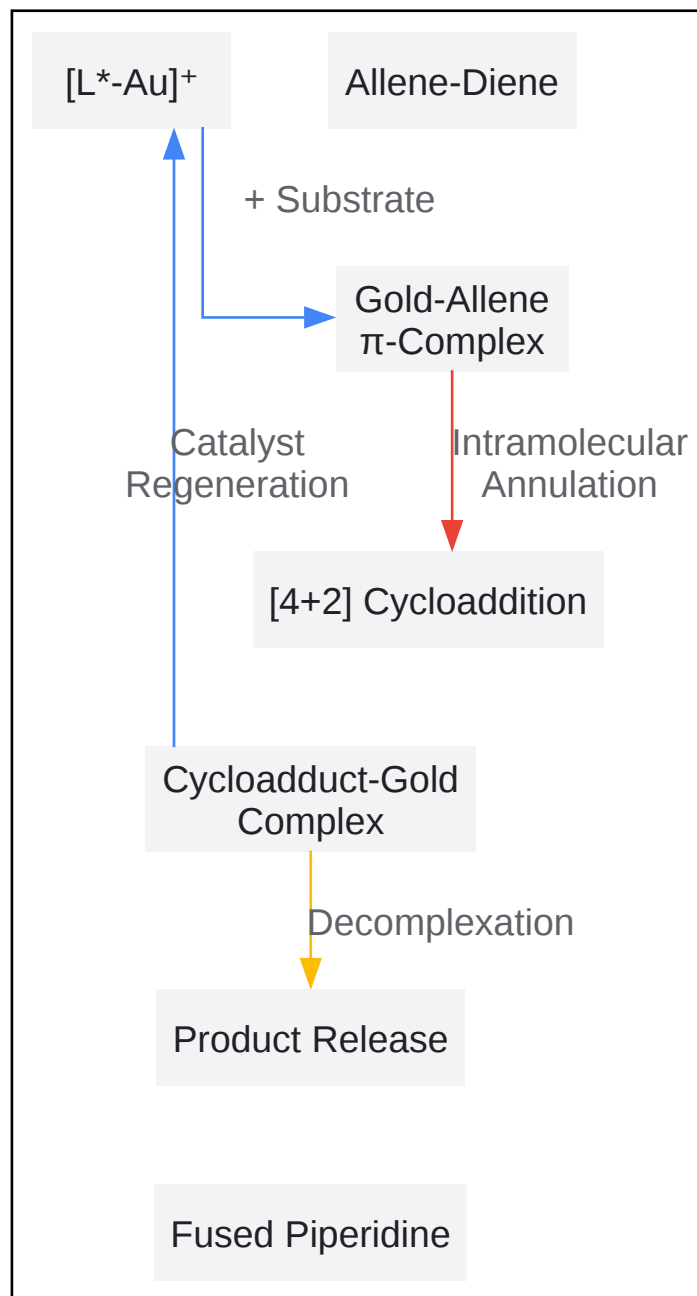 [L*-Au]⁺
Allene-Diene
+ Substrate
Gold-Allene
π-Complex
Catalyst
Regeneration
Intramolecular
Annulation
[4+2] Cycloaddition
Cycloadduct-Gold
Complex
Decomplexation
Product Release
Fused Piperidine